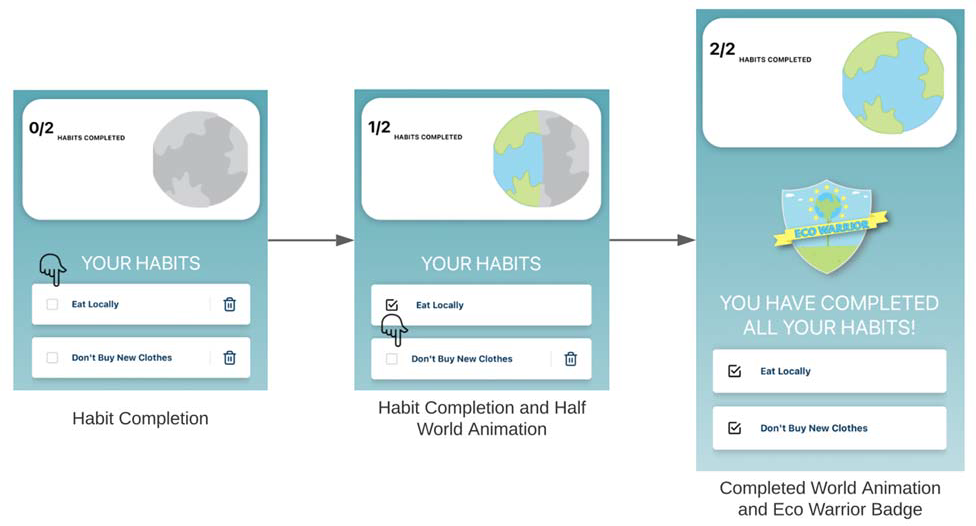 0/2 HABITS COMPLETED
YOUR HABITS
Eat Locally
Don't Buy New Clothes
Habit Completion
1/2 HABITS COMPLETED
YOUR HABITS
Eat Locally
Don't Buy New Clothes
Habit Completion and Half
World Animation
2/2 HABITS COMPLETED
ECO WARRIOR
YOU HAVE COMPLETED
ALL YOUR HABITS!
Eat Locally
Don't Buy New Clothes
Completed World Animation
and Eco Warrior Badge